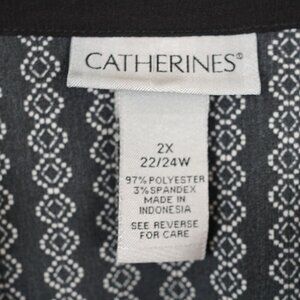 CATHERINES®
2X
22/24W
97% POLYESTER
3% SPANDEX
MADE IN
INDONESIA
SEE REVERSE
FOR CARE